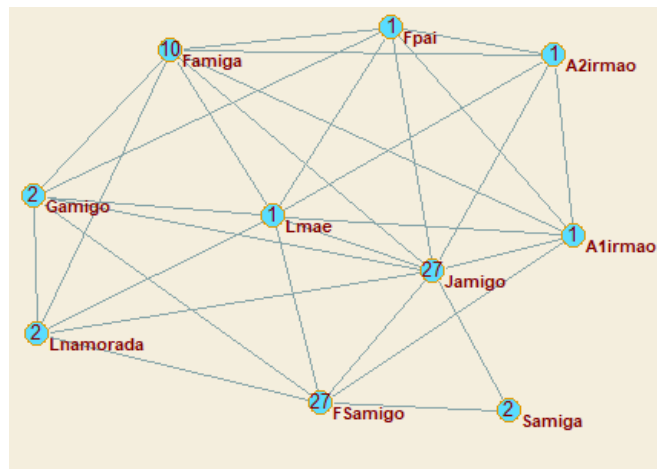 1
Fpai
10
Famiga
1
A2irmao
2
Gamigo
1
Lmae
1
A1irmao
27
Jamigo
2
Lnamorada
27
FSamigo
2
Samiga